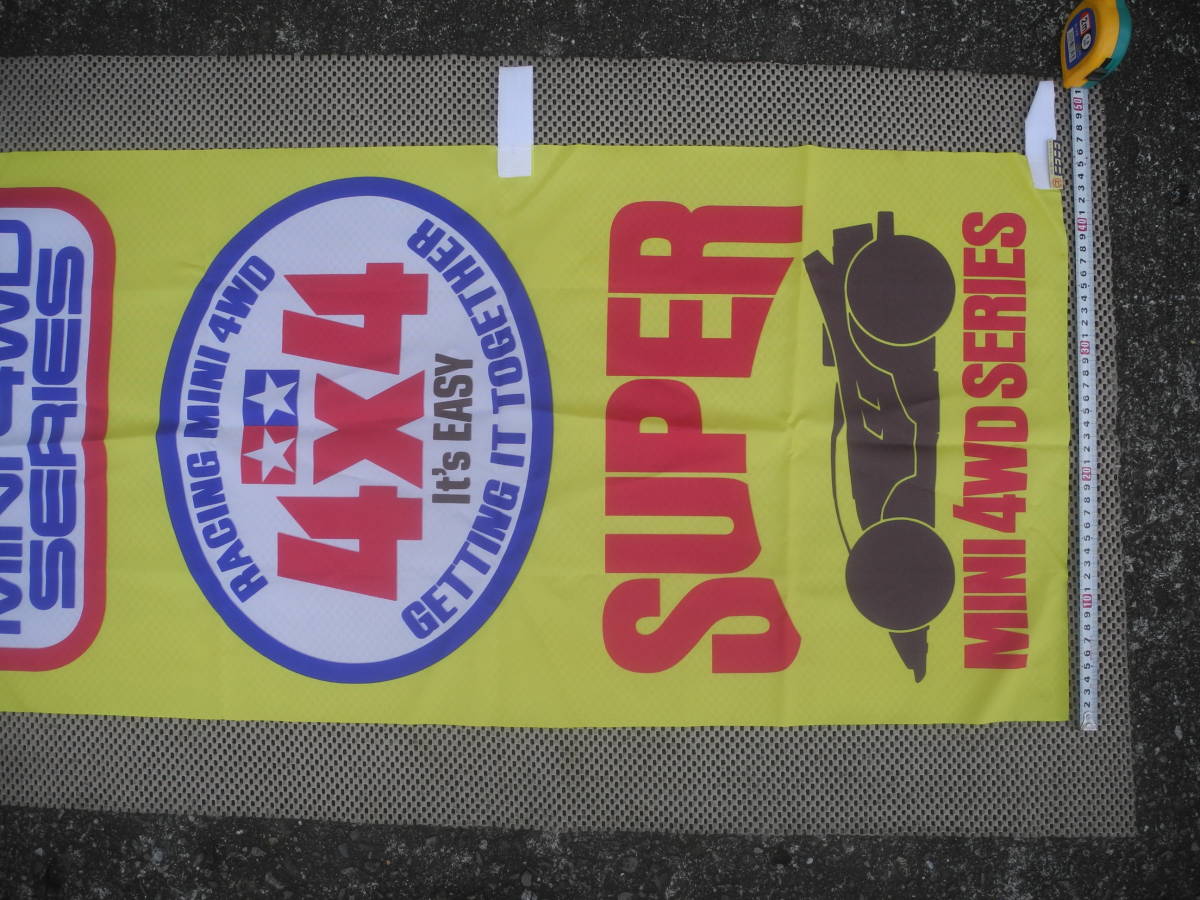 MINI 4WD
SERIES
RACING MINI 4WD
4x4
It's EASY
GETTING IT TOGETHER
SUPER
MINI 4WD SERIES